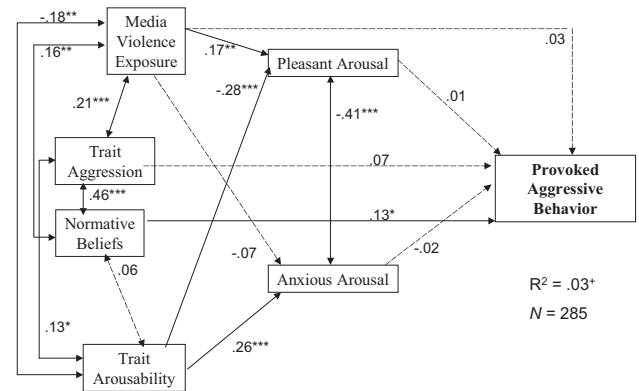 -.18**
Media
Violence
Exposure
.16**
.17**
.03
Pleasant Arousal
-.28***
.01
.21***
-.41***
Trait
Aggression
.07
Provoked
Aggressive
Behavior
.46***
Normative
Beliefs
.13*
-.07
-.02
.06
Anxious Arousal
R² = .03⁺
N = 285
.13*
.26***
Trait
Arousability